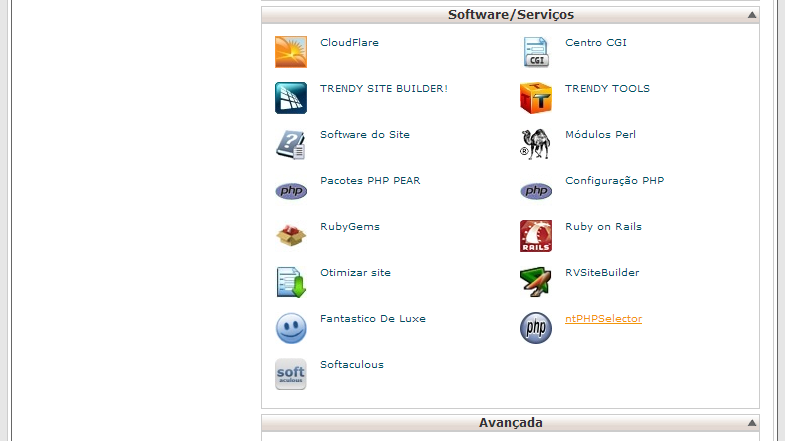 Software/Serviços
CloudFlare
CGI
Centro CGI
TRENDY SITE BUILDER!
T
TRENDY TOOLS
?
Software do Site
®
Módulos Perl
php
Pacotes PHP PEAR
php
Configuração PHP
RubyGems
RAILS
Ruby on Rails
Otimizar site
RVSiteBuilder
Fantastico De Luxe
php
ntPHPSelector
soft
aculous
Softaculous
Avançada